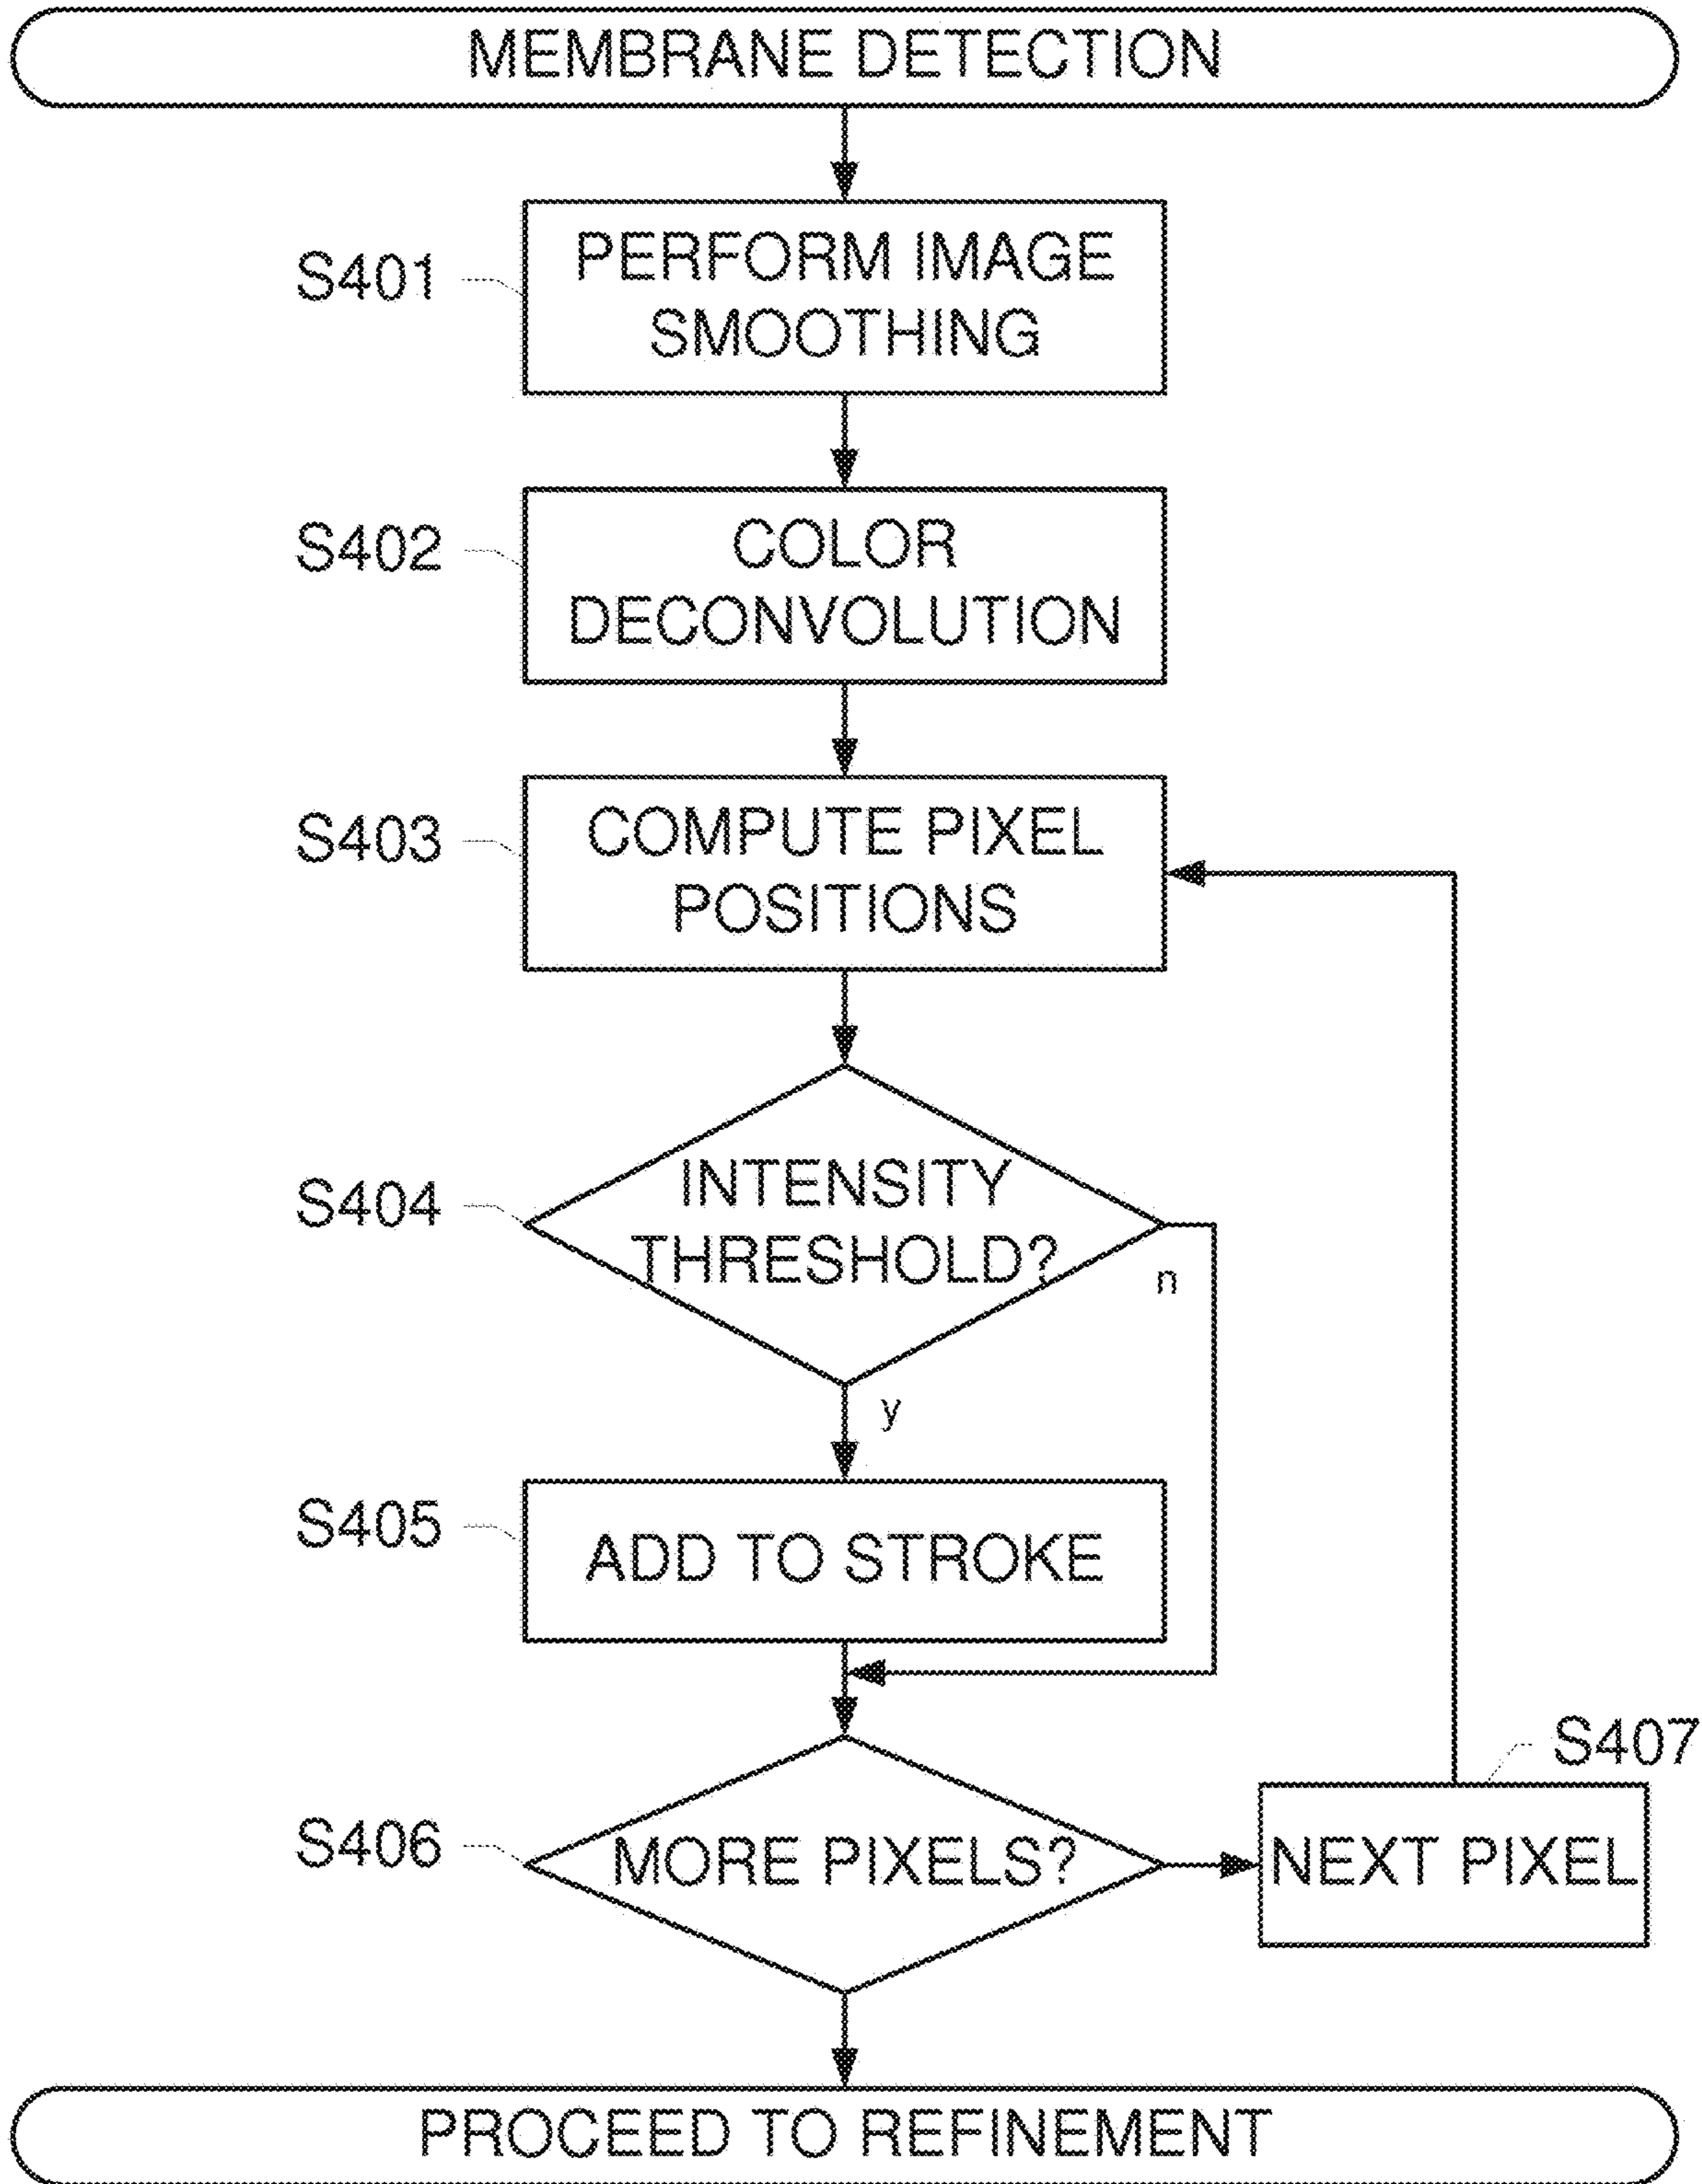 MEMBRANE DETECTION
S401
PERFORM IMAGE
SMOOTHING
S402
COLOR
DECONVOLUTION
S403
COMPUTE PIXEL
POSITIONS
S404
INTENSITY
THRESHOLD?
n
y
S405
ADD TO STROKE
S406
MORE PIXELS?
S407
NEXT PIXEL
PROCEED TO REFINEMENT